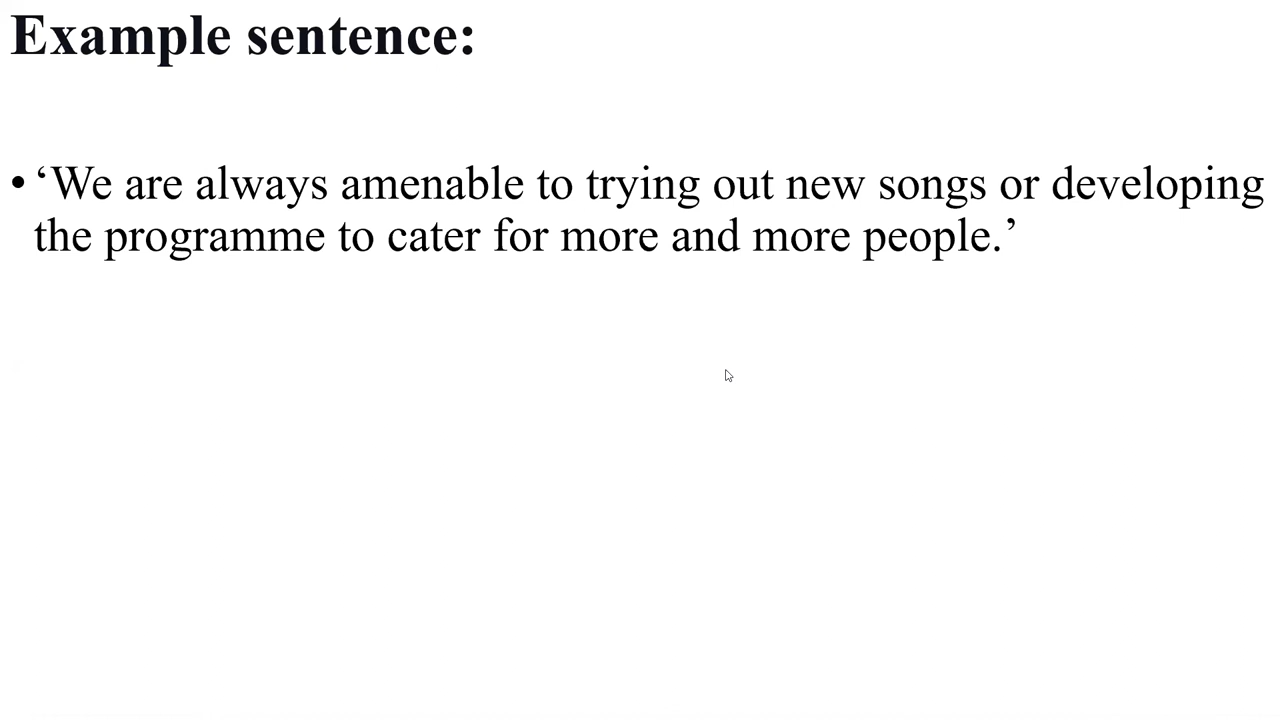 Example sentence:
• ‘We are always amenable to trying out new songs or developing
the programme to cater for more and more people.’